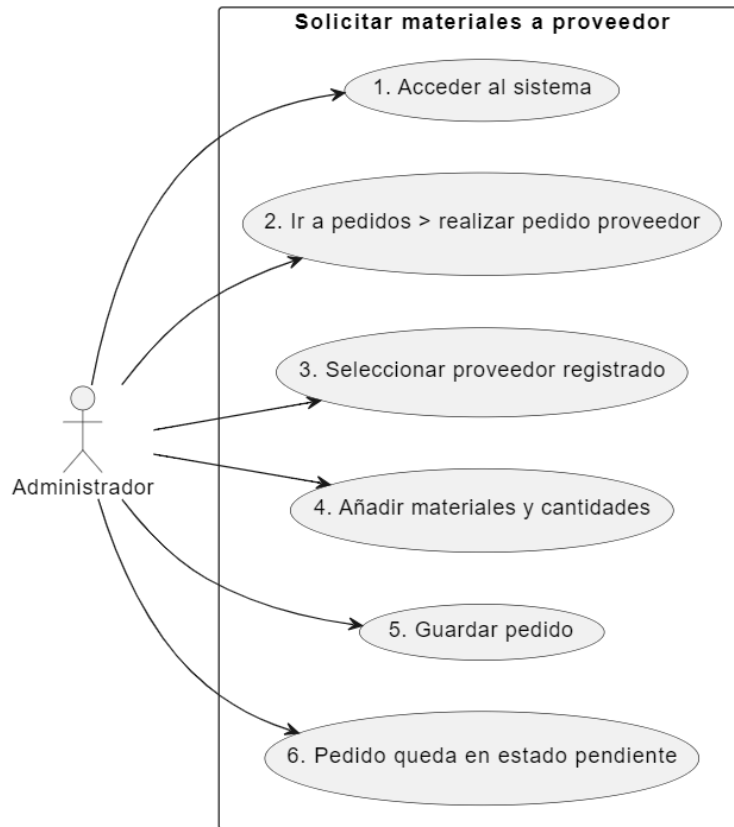 Solicitar materiales a proveedor
1. Acceder al sistema
2. Ir a pedidos > realizar pedido proveedor
3. Seleccionar proveedor registrado
Administrador
4. Añadir materiales y cantidades
5. Guardar pedido
6. Pedido queda en estado pendiente